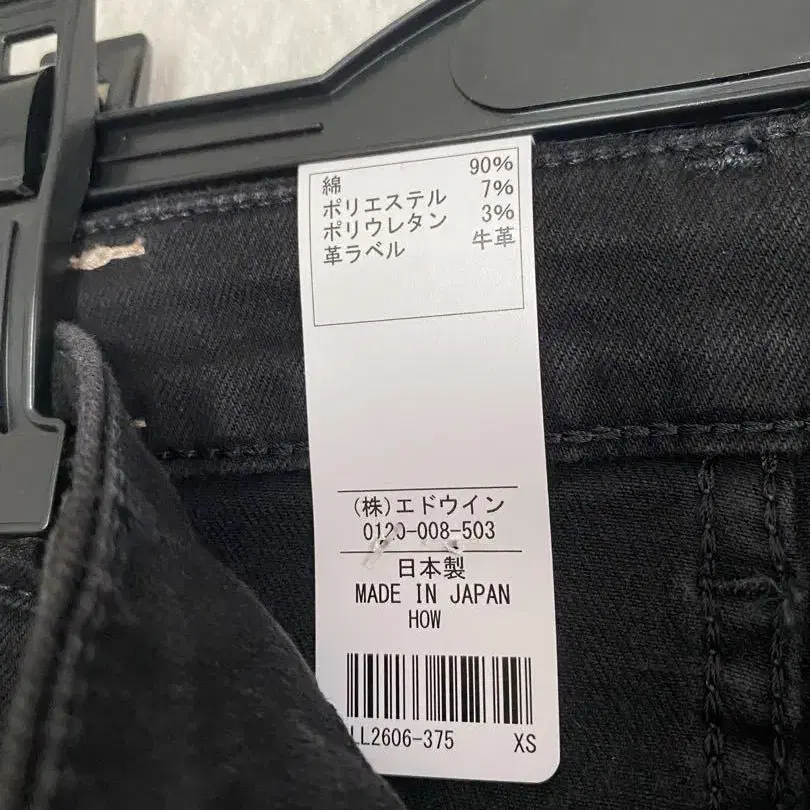 綿 90%
ポリエステル 7%
ポリウレタン 3%
革ラベル 牛革
(株)エドウイン
0120-008-503
日本製
MADE IN JAPAN
HOW
LL2606-375 XS